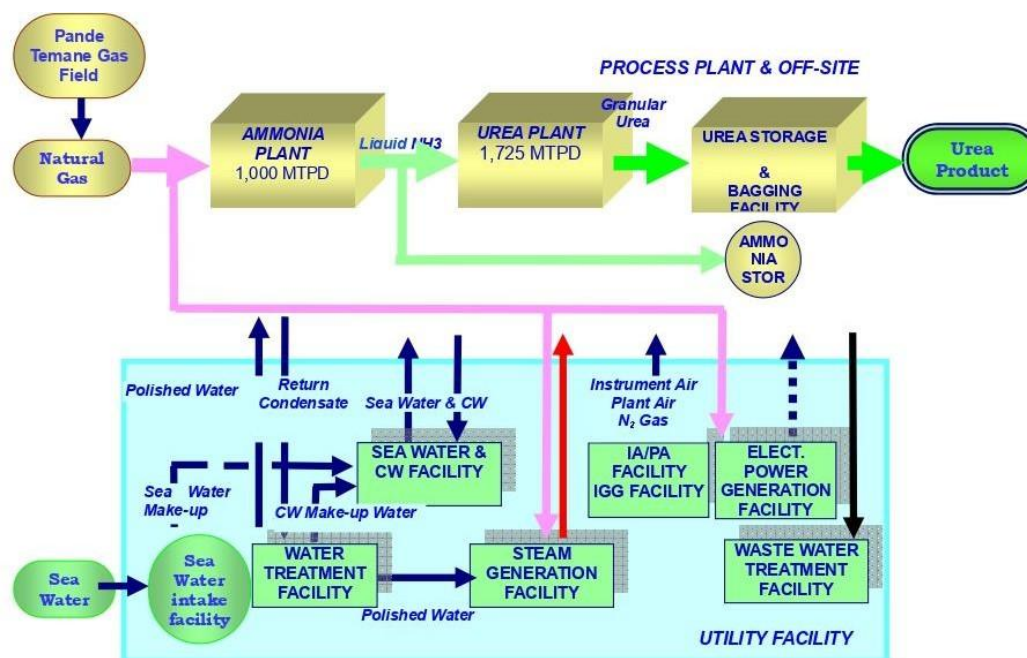 Pande
Temane Gas
Field
PROCESS PLANT & OFF-SITE
Natural
Gas
AMMONIA
PLANT
1,000 MTPD
Liquid NH3
UREA PLANT
1,725 MTPD
Granular
Urea
UREA STORAGE
&
BAGGING
FACILITY
Urea
Product
AMMO
NIA
STOR
Polished Water
Return
Condensate
Sea Water & CW
Instrument Air
Plant Air
N₂ Gas
SEA WATER &
CW FACILITY
IA/PA
FACILITY
IGG FACILITY
ELECT.
POWER
GENERATION
FACILITY
Sea Water
Make-up
CW Make-up Water
Sea
Water
Sea
Water
intake
facility
WATER
TREATMENT
FACILITY
Polished Water
STEAM
GENERATION
FACILITY
WASTE WATER
TREATMENT
FACILITY
UTILITY FACILITY